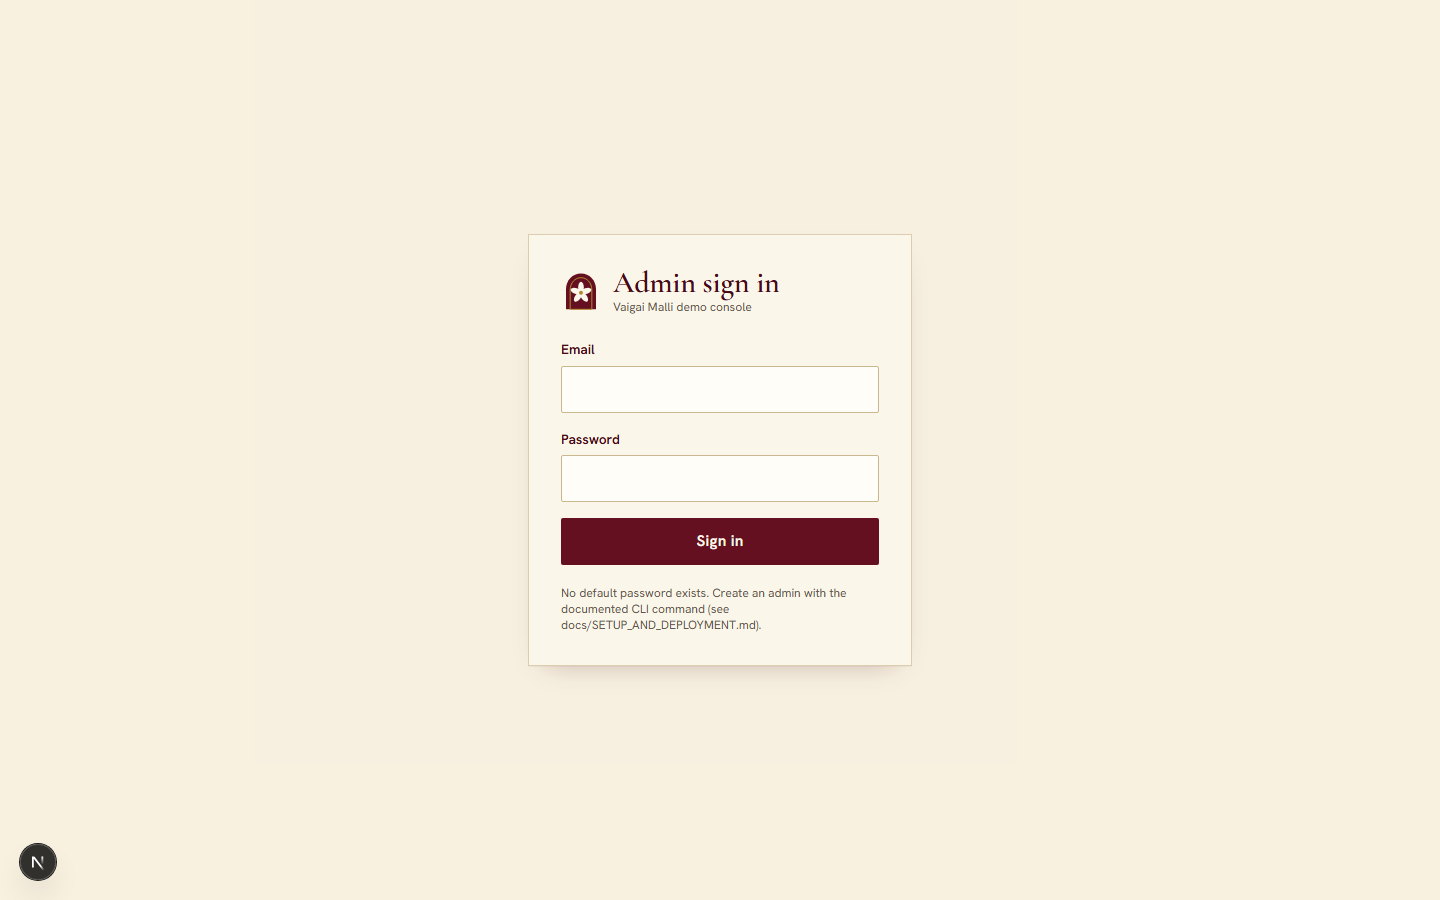 Admin sign in
Vaigai Malli demo console
Email
Password
Sign in
No default password exists. Create an admin with the
documented CLI command (see
docs/SETUP_AND_DEPLOYMENT.md).
N